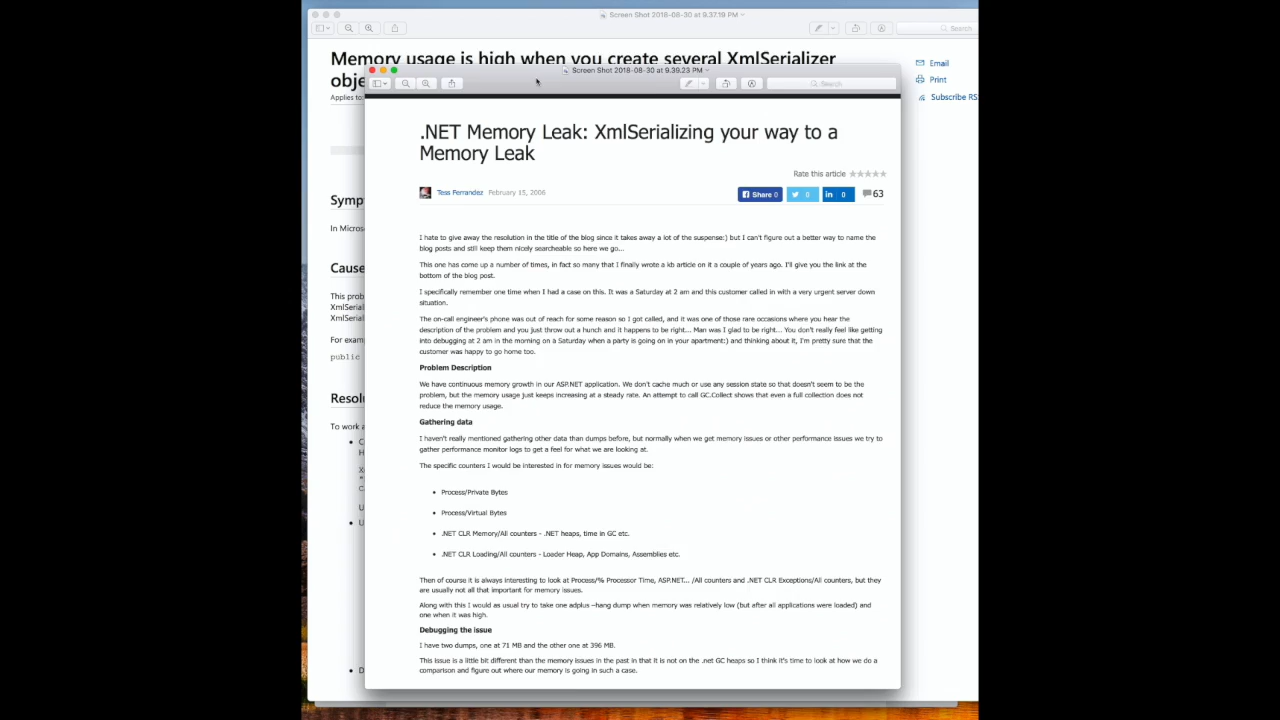 Screen Shot 2018-08-30 at 9.37.19 PM
Search
Memory usage is high when you create several XmlSerializer
obje
Applies to:
Email
Print
Subscribe RS
Symp
In Micros
Cause
This prob
XmlSerial
XmlSerial
For examp
public
Resolu
To work a
Screen Shot 2018-08-30 at 9.39.23 PM
Search
.NET Memory Leak: XmlSerializing your way to a
Memory Leak
Rate this article
Tess Ferrandez February 15, 2006
Share 0
0
in 0
63
I hate to give away the resolution in the title of the blog since it takes away a lot of the suspense:) but I can't figure out a better way to name the
blog posts and still keep them nicely searcheable so here we go...
This one has come up a number of times, in fact so many that I finally wrote a kb article on it a couple of years ago. I'll give you the link at the
bottom of the blog post.
I specifically remember one time when I had a case on this. It was a Saturday at 2 am and this customer called in with a very urgent server down
situation.
The on-call engineer's phone was out of reach for some reason so I got called, and it was one of those rare occasions where you hear the
description of the problem and you just throw out a hunch and it happens to be right... Man was I glad to be right... You don't really feel like getting
into debugging at 2 am in the morning on a Saturday when a party is going on in your apartment:) and thinking about it, I'm pretty sure that the
customer was happy to go home too.
Problem Description
We have continuous memory growth in our ASP.NET application. We don't cache much or use any session state so that doesn't seem to be the
problem, but the memory usage just keeps increasing at a steady rate. An attempt to call GC.Collect shows that even a full collection does not
reduce the memory usage.
Gathering data
I haven't really mentioned gathering other data than dumps before, but normally when we get memory issues or other performance issues we try to
gather performance monitor logs to get a feel for what we are looking at.
The specific counters I would be interested in for memory issues would be:
• Process/Private Bytes
• Process/Virtual Bytes
• .NET CLR Memory/All counters - .NET heaps, time in GC etc.
• .NET CLR Loading/All counters - Loader Heap, App Domains, Assemblies etc.
Then of course it is always interesting to look at Process/% Processor Time, ASP.NET... /All counters and .NET CLR Exceptions/All counters, but they
are usually not all that important for memory issues.
Along with this I would as usual try to take one adplus –hang dump when memory was relatively low (but after all applications were loaded) and
one when it was high.
Debugging the issue
I have two dumps, one at 71 MB and the other one at 396 MB.
This issue is a little bit different than the memory issues in the past in that it is not on the .net GC heaps so I think it's time to look at how we do a
comparison and figure out where our memory is going in such a case.